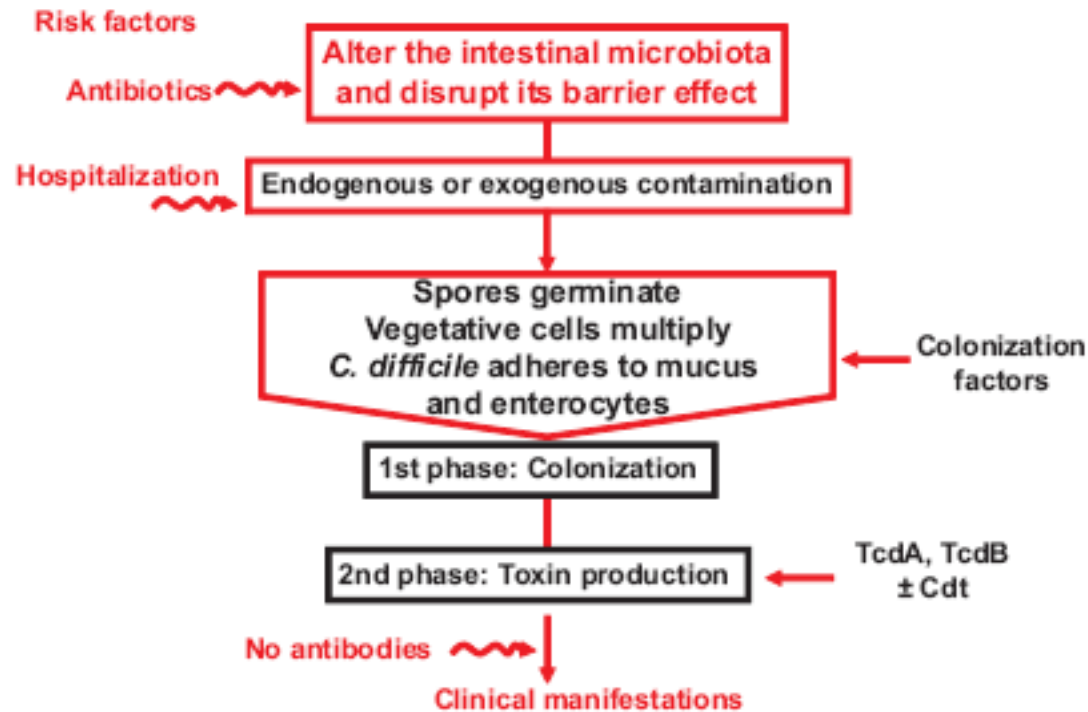 Risk factors
Alter the intestinal microbiota
and disrupt its barrier effect
Antibiotics
Hospitalization
Endogenous or exogenous contamination
Spores germinate
Vegetative cells multiply
C. difficile adheres to mucus
and enterocytes
Colonization
factors
1st phase: Colonization
2nd phase: Toxin production
TcdA, TcdB
± Cdt
No antibodies
Clinical manifestations